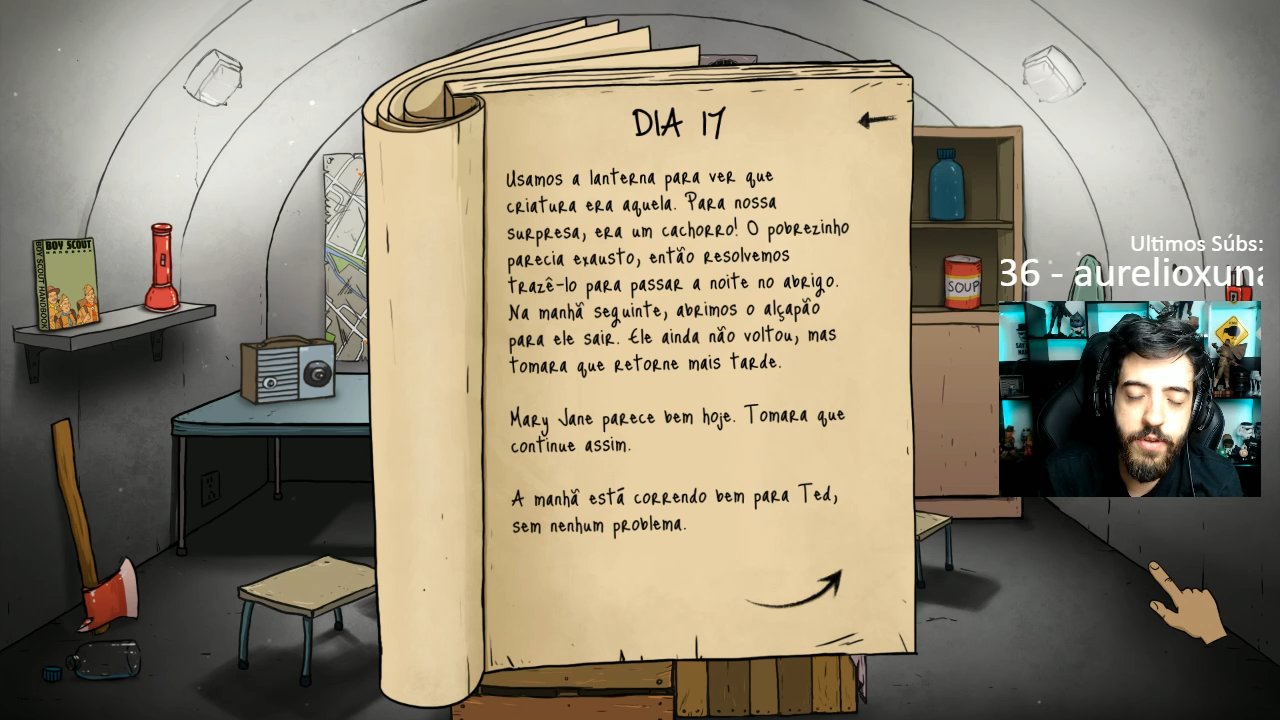 DIA 17
Usamos a lanterna para ver que
criatura era aquela. Para nossa
surpresa, era um cachorro! O pobrezinho
parecia exausto, então resolvemos
trazê-lo para passar a noite no abrigo.
Na manhã seguinte, abrimos o alçapão
para ele sair. Ele ainda não voltou, mas
tomara que retorne mais tarde.
Mary Jane parece bem hoje. Tomara que
continue assim.
A manhã está correndo bem para Ted,
sem nenhum problema.
BOY SCOUT
BOY SCOUT HANDBOOK
SOUP
Ultimos Súbs:
36 - aurelioxuna